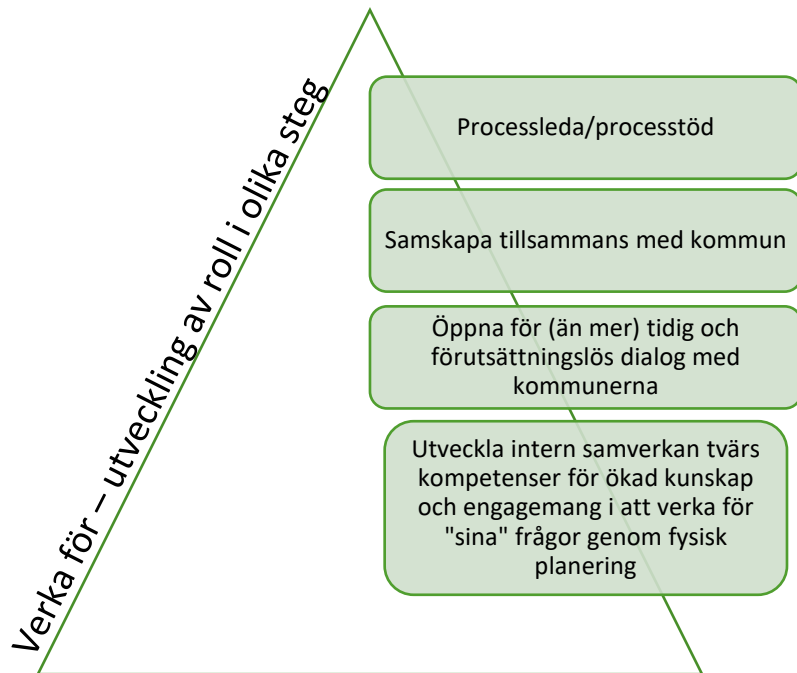 Verka för – utveckling av roll i olika steg
Processleda/processtöd
Samskapa tillsammans med kommun
Öppna för (än mer) tidig och
förutsättningslös dialog med
kommunerna
Utveckla intern samverkan tvärs
kompetenser för ökad kunskap
och engagemang i att verka för
"sina" frågor genom fysisk
planering